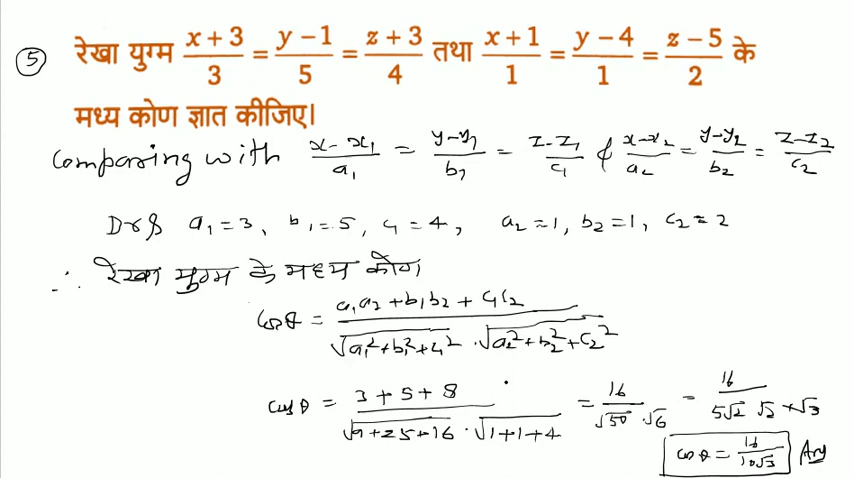 ⑤ रेखा युग्म (x+3)/3 = (y−1)/5 = (z+3)/4 तथा (x+1)/1 = (y−4)/1 = (z−5)/2 के
मध्य कोण ज्ञात कीजिए।
Comparing with (x−x₁)/a₁ = (y−y₁)/b₁ = (z−z₁)/c₁ & (x−x₂)/a₂ = (y−y₂)/b₂ = (z−z₂)/c₂
Drs a₁=3, b₁=5, c₁=4, a₂=1, b₂=1, c₂=2
∴ रेखा युग्म के मध्य कोण
cosθ = (a₁a₂+b₁b₂+c₁c₂)/(√(a₁²+b₁²+c₁²) · √(a₂²+b₂²+c₂²))
cosθ = (3+5+8)/(√(9+25+16) · √(1+1+4)) = 16/(√50 · √6) = 16/(5√2 √2 × √3)
cosθ = 16/(10√3) Ans